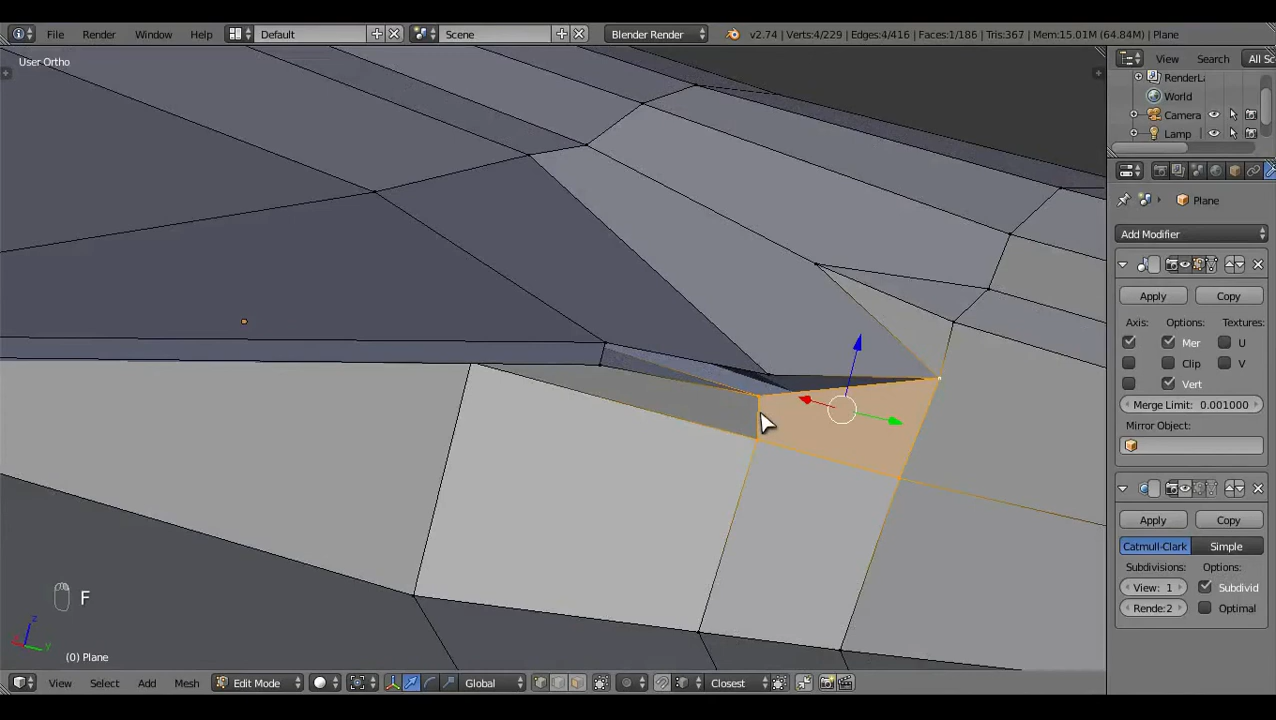 File Render Window Help Default Scene Blender Render v2.74 | Verts:4/229 | Edges:4/416 | Faces:1/186 | Tris:367 | Mem:15.01M (64.84M) | Plane
User Ortho
View Search All Sc
RenderLa
World
Camera
Lamp
Plane
Add Modifier
Apply Copy
Axis: Options: Textures:
Mer U
Clip V
Vert
Merge Limit: 0.001000
Mirror Object:
Apply Copy
Catmull-Clark Simple
Subdivisions: Options:
View: 1 Subdivid
Rende:2 Optimal
F
z
y
(0) Plane
View Select Add Mesh Edit Mode Global Closest